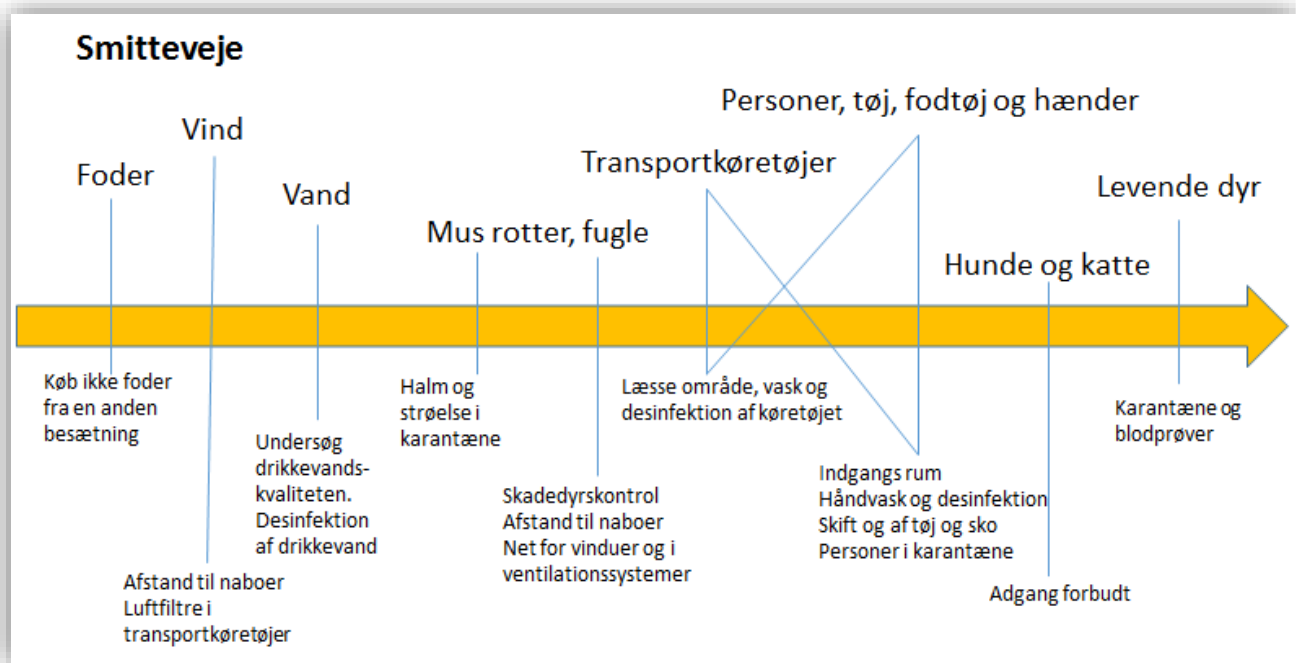 Smitteveje
Personer, tøj, fodtøj og hænder
Vind
Transportkøretøjer
Foder
Levende dyr
Vand
Mus rotter, fugle
Hunde og katte
Køb ikke foder
fra en anden
besætning
Halm og
strøelse i
karantæne
Læsse område, vask og
desinfektion af køretøjet
Karantæne og
blodprøver
Undersøg
drikkevands-
kvaliteten.
Desinfektion
af drikkevand
Indgangs rum
Håndvask og desinfektion
Skift og af tøj og sko
Personer i karantæne
Skadedyrskontrol
Afstand til naboer
Net for vinduer og i
ventilationssystemer
Afstand til naboer
Luftfiltre i
transportkøretøjer
Adgang forbudt